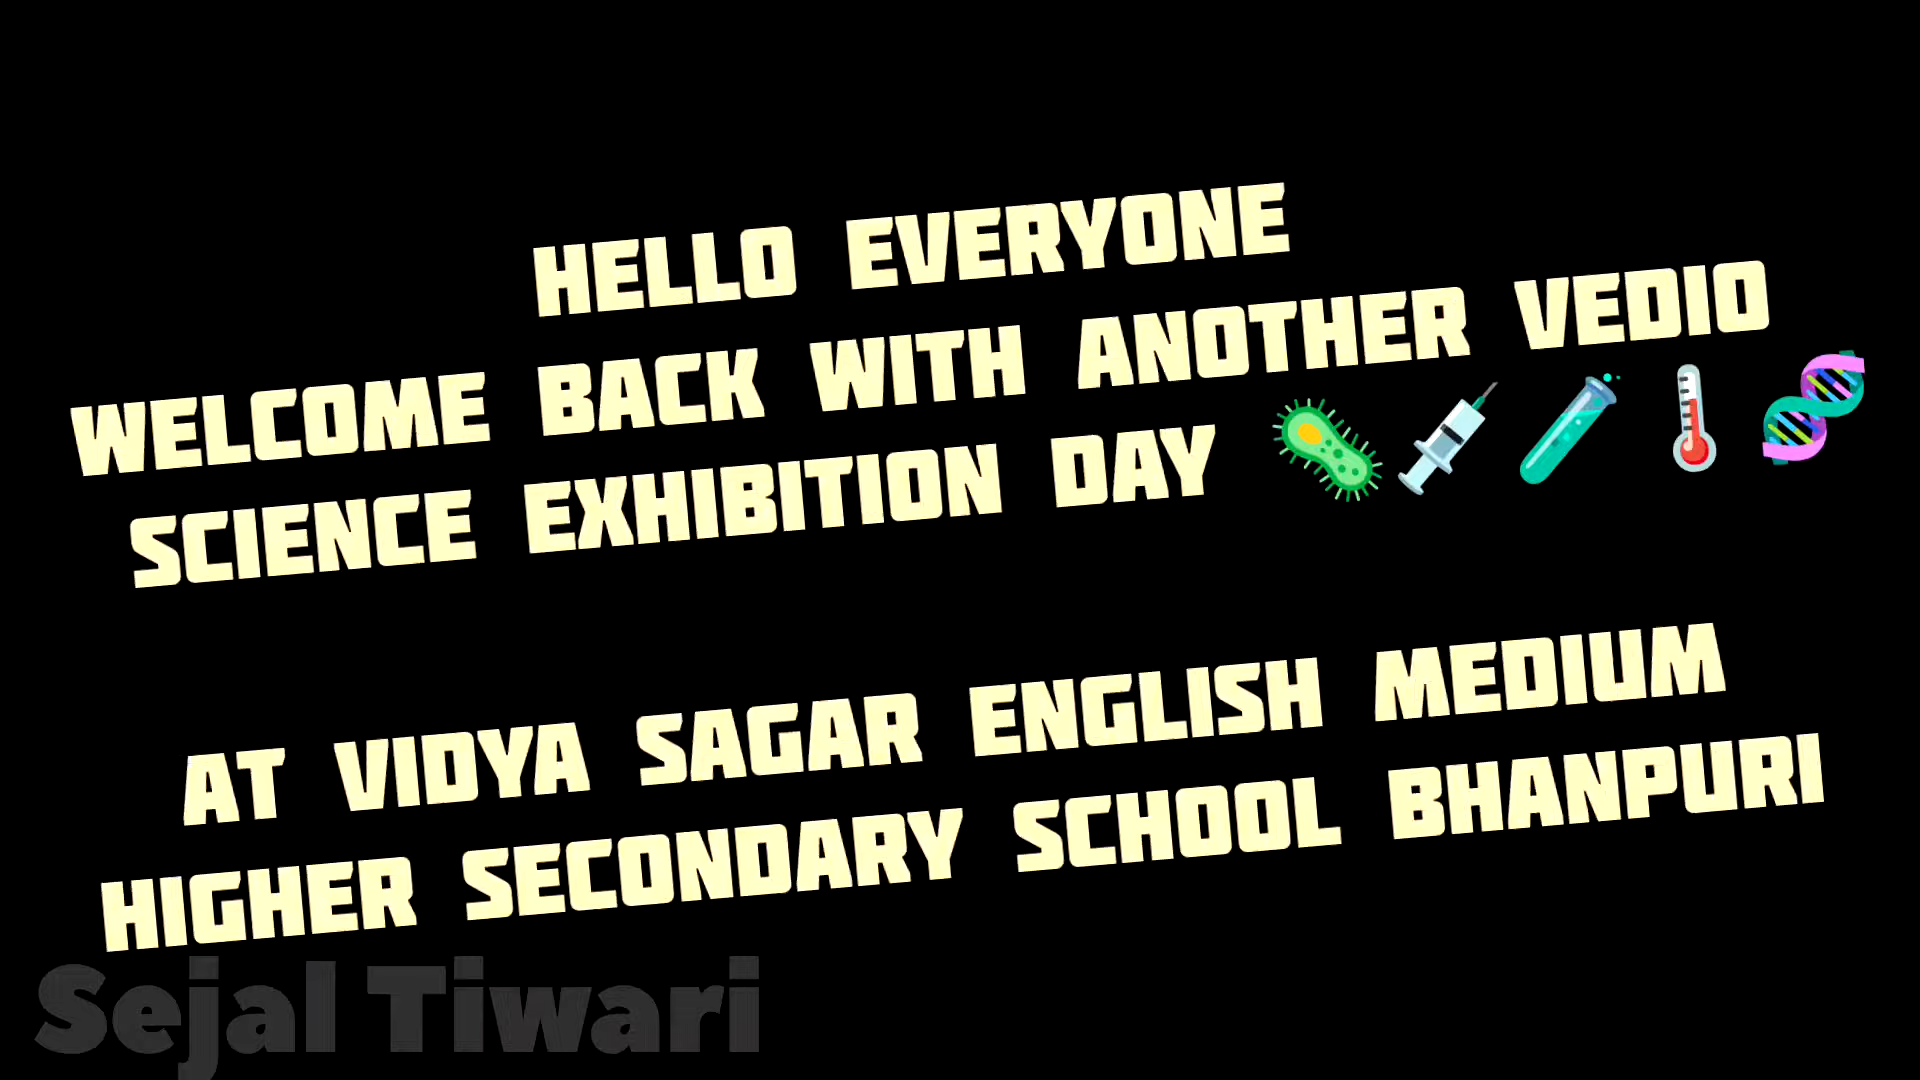 HELLO EVERYONE
WELCOME BACK WITH ANOTHER VEDIO
SCIENCE EXHIBITION DAY 🦠💉🧪🌡️🧬
AT VIDYA SAGAR ENGLISH MEDIUM
HIGHER SECONDARY SCHOOL BHANPURI
Sejal Tiwari